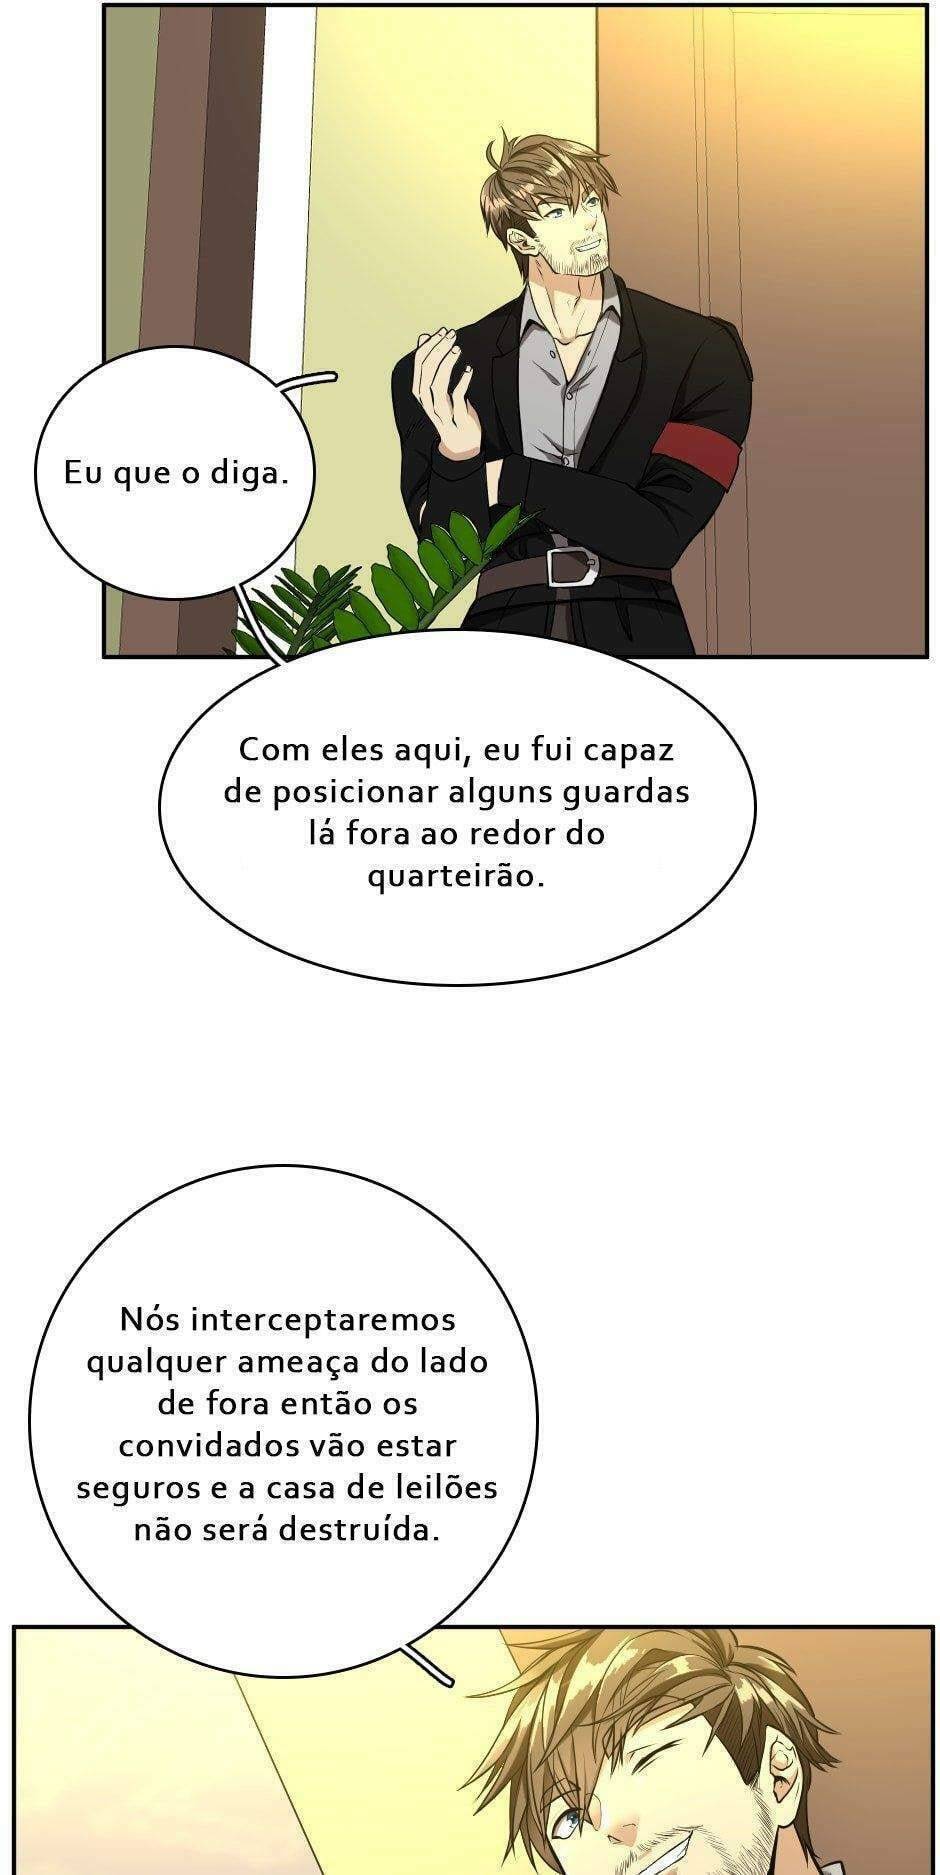 Eu que o diga.
Com eles aqui, eu fui capaz
de posicionar alguns guardas
lá fora ao redor do
quarteirão.
Nós interceptaremos
qualquer ameaça do lado
de fora então os
convidados vão estar
seguros e a casa de leilões
não será destruída.